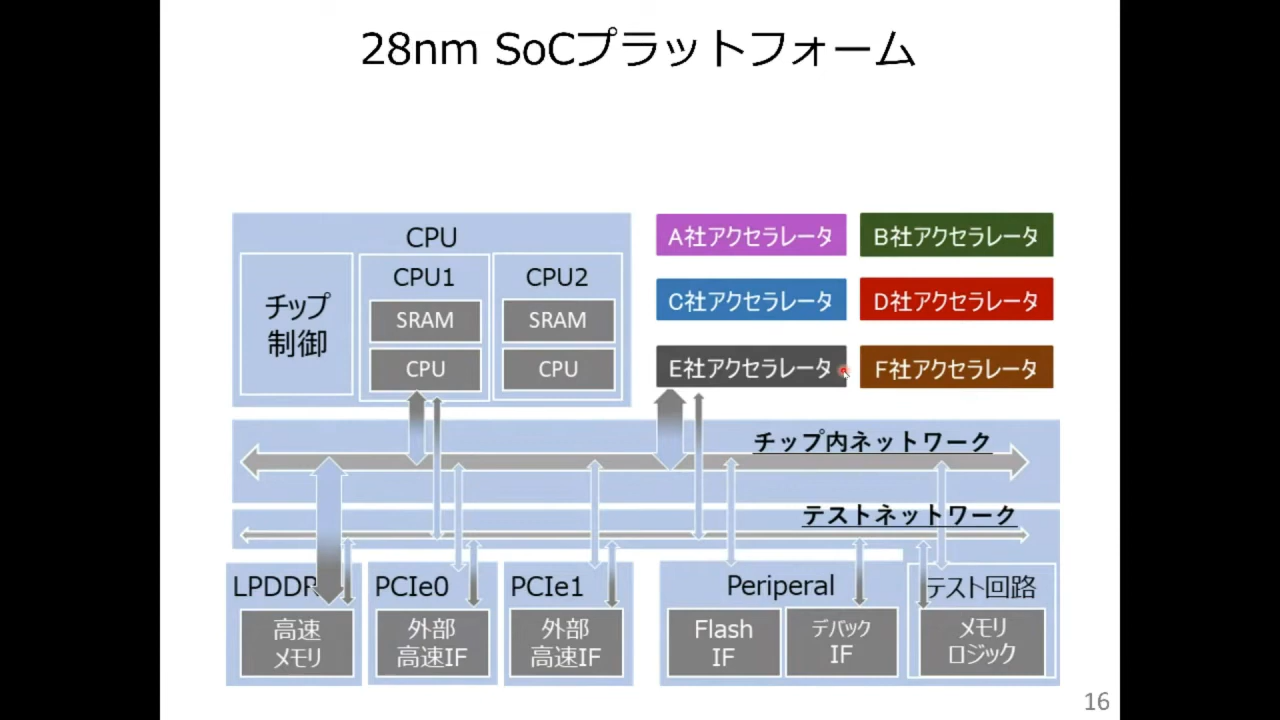 28nm SoCプラットフォーム
CPU
チップ
制御
CPU1
SRAM
CPU
CPU2
SRAM
CPU
A社アクセラレータ
B社アクセラレータ
C社アクセラレータ
D社アクセラレータ
E社アクセラレータ
F社アクセラレータ
チップ内ネットワーク
テストネットワーク
LPDDR
高速
メモリ
PCIe0
外部
高速IF
PCIe1
外部
高速IF
Periperal
Flash
IF
デバック
IF
テスト回路
メモリ
ロジック
16